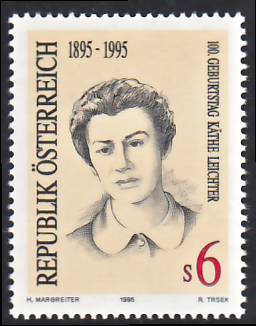 1895 - 1995
REPUBLIK ÖSTERREICH
100. GEBURTSTAG KÄTHE LEICHTER
s 6
H. MARGREITER 1995 R. TRSEK